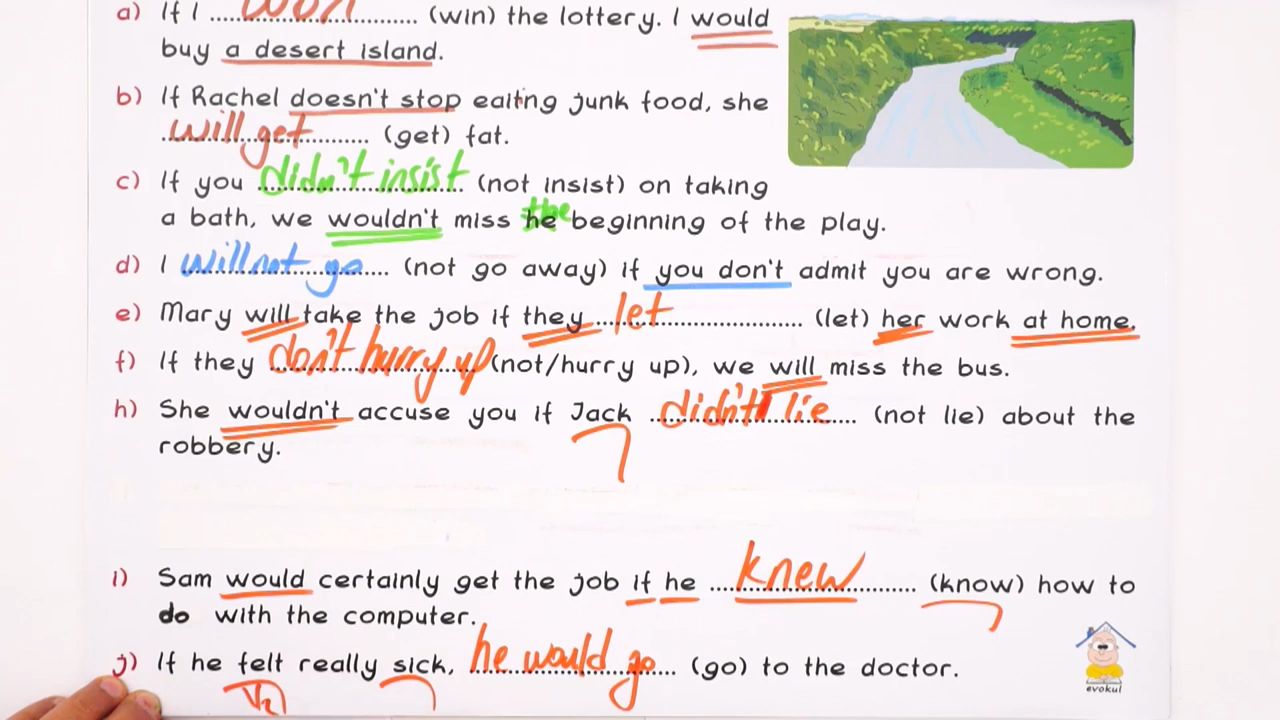 a) If I won (win) the lottery. I would
buy a desert island.
b) If Rachel doesn't stop eaitng junk food, she
will get (get) fat.
c) If you didn't insist (not insist) on taking
a bath, we wouldn't miss the he beginning of the play.
d) I will not go (not go away) if you don't admit you are wrong.
e) Mary will take the job if they let (let) her work at home.
f) If they don't hurry up (not/hurry up), we will miss the bus.
h) She wouldn't accuse you if Jack didn't lie (not lie) about the
robbery.
i) Sam would certainly get the job if he knew (know) how to
do with the computer.
j) If he felt really sick, he would go (go) to the doctor.
V2
evokul